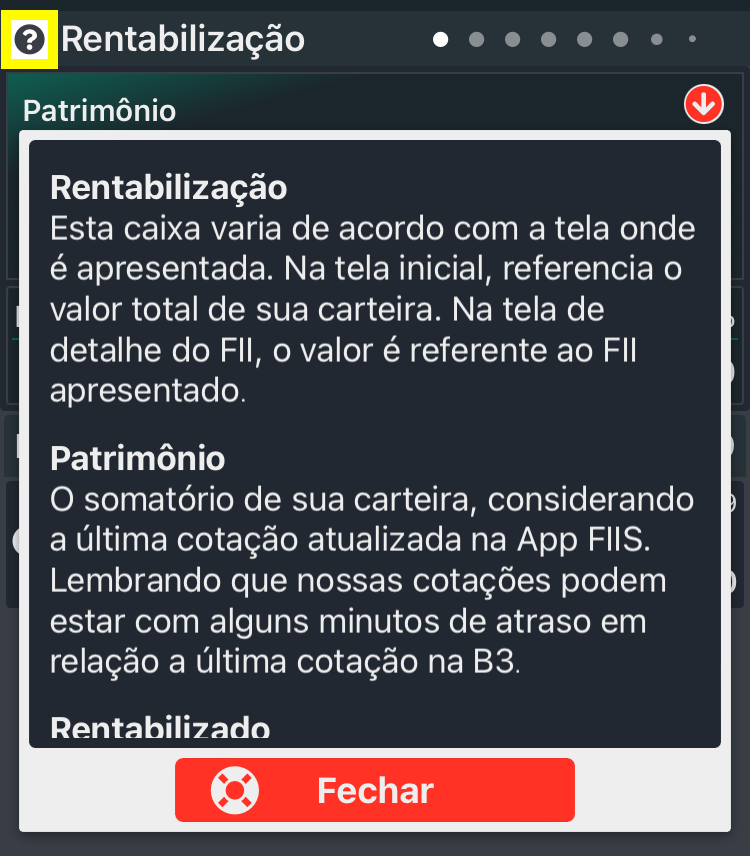 Rentabilização
Patrimônio
Rentabilização
Esta caixa varia de acordo com a tela onde
é apresentada. Na tela inicial, referencia o
valor total de sua carteira. Na tela de
detalhe do FII, o valor é referente ao FII
apresentado.
Patrimônio
O somatório de sua carteira, considerando
a última cotação atualizada na App FIIS.
Lembrando que nossas cotações podem
estar com alguns minutos de atraso em
relação a última cotação na B3.
Rentabilizado
Fechar